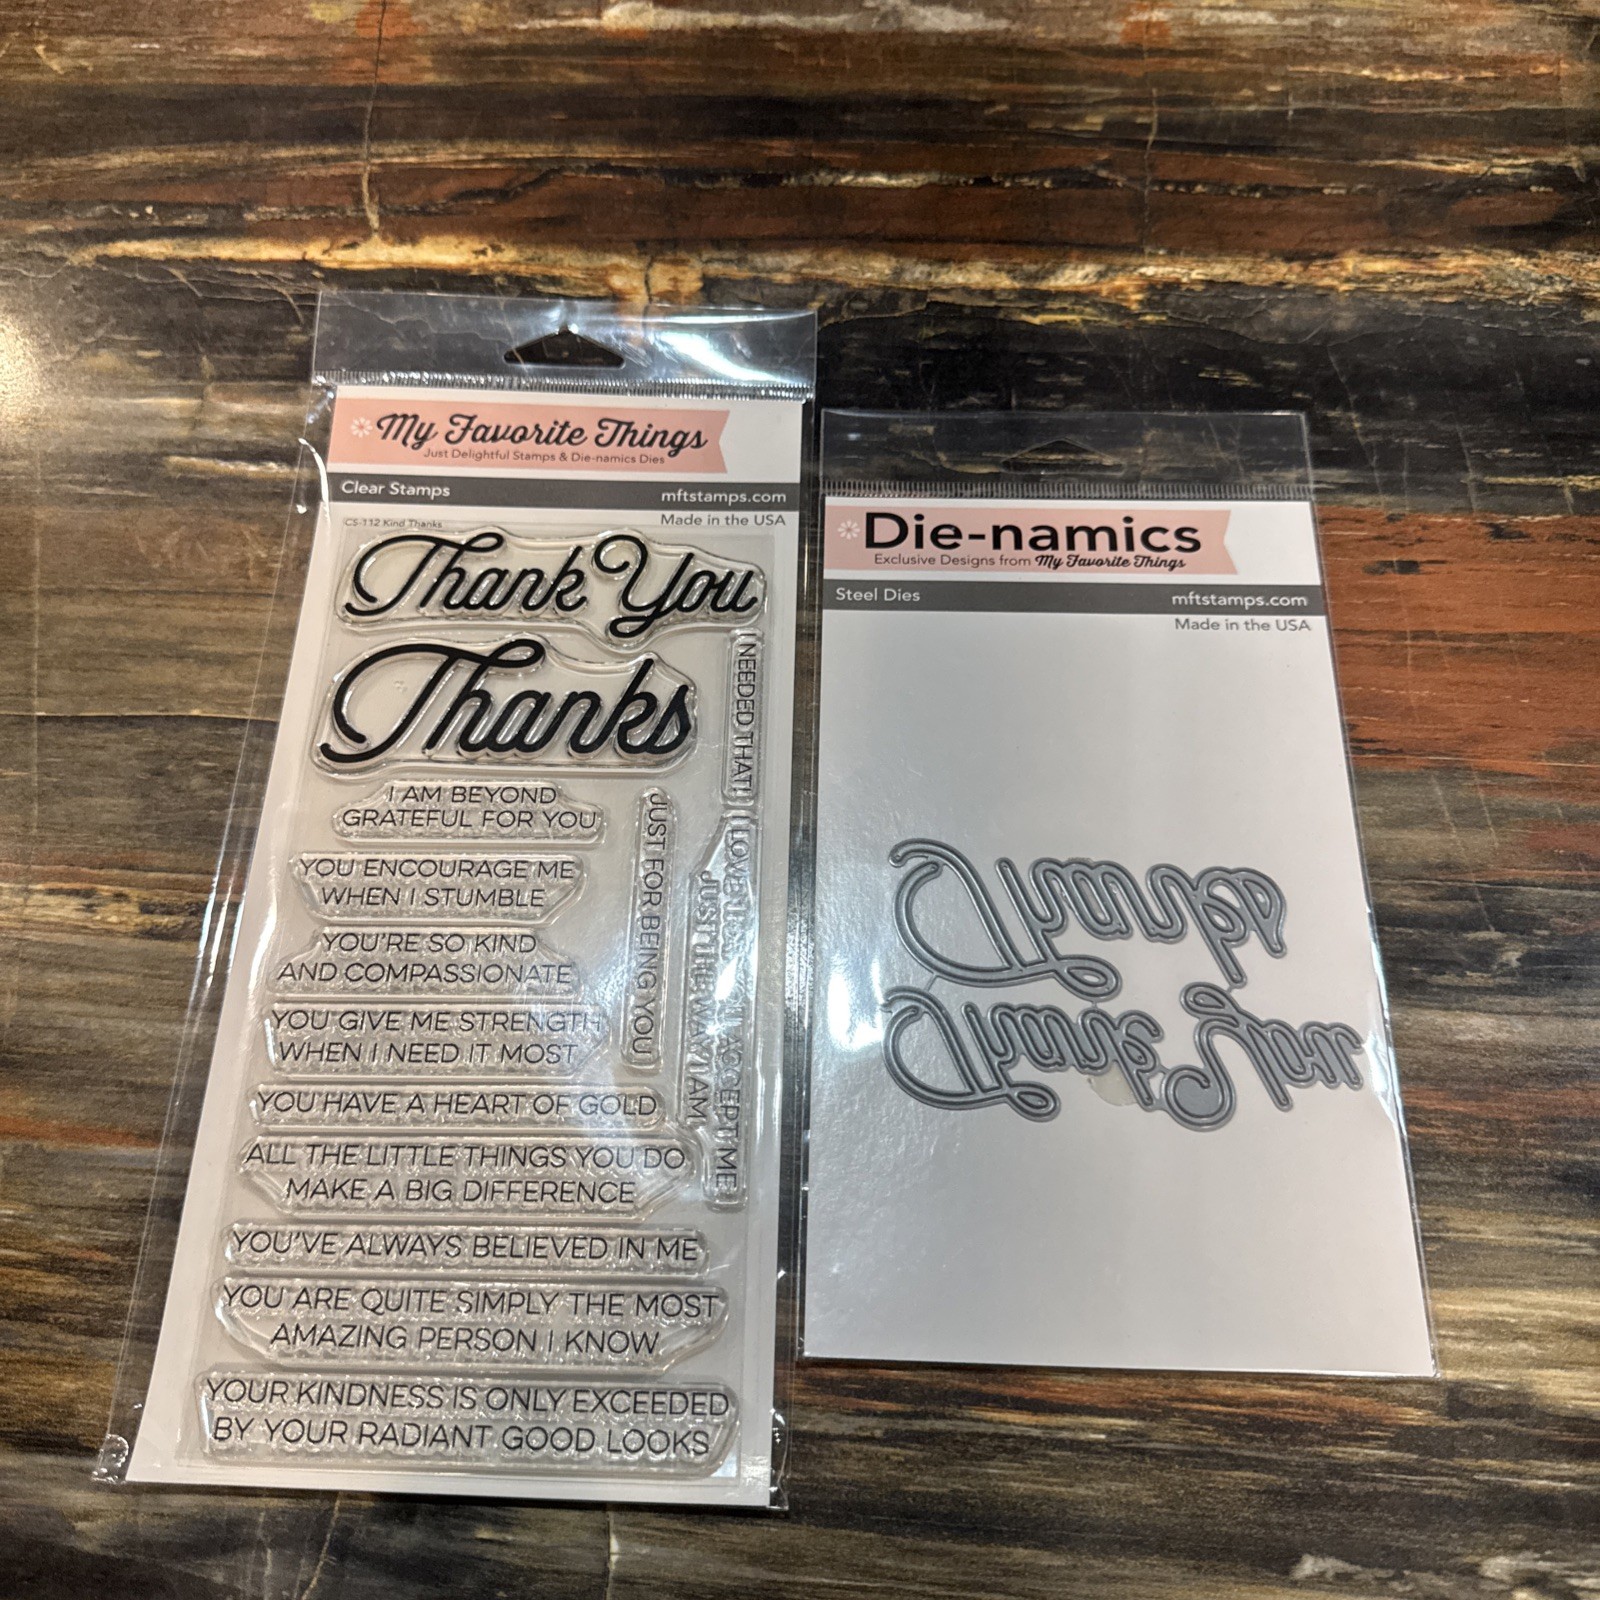 My Favorite Things
Just Delightful Stamps & Die-namics Dies
Clear Stamps
mftstamps.com
CS-112 Kind Thanks
Made in the USA
Thank You
Thanks
I NEEDED THAT!
I AM BEYOND
GRATEFUL FOR YOU
YOU ENCOURAGE ME
WHEN I STUMBLE
YOU'RE SO KIND
AND COMPASSIONATE
YOU GIVE ME STRENGTH
WHEN I NEED IT MOST
JUST FOR BEING YOU
I LOVE THAT YOU ACCEPT ME
JUST THE WAY I AM
YOU HAVE A HEART OF GOLD
ALL THE LITTLE THINGS YOU DO
MAKE A BIG DIFFERENCE
YOU'VE ALWAYS BELIEVED IN ME
YOU ARE QUITE SIMPLY THE MOST
AMAZING PERSON I KNOW
YOUR KINDNESS IS ONLY EXCEEDED
BY YOUR RADIANT GOOD LOOKS
Die-namics
Exclusive Designs from My Favorite Things
Steel Dies
mftstamps.com
Made in the USA
Thanks
Thank You